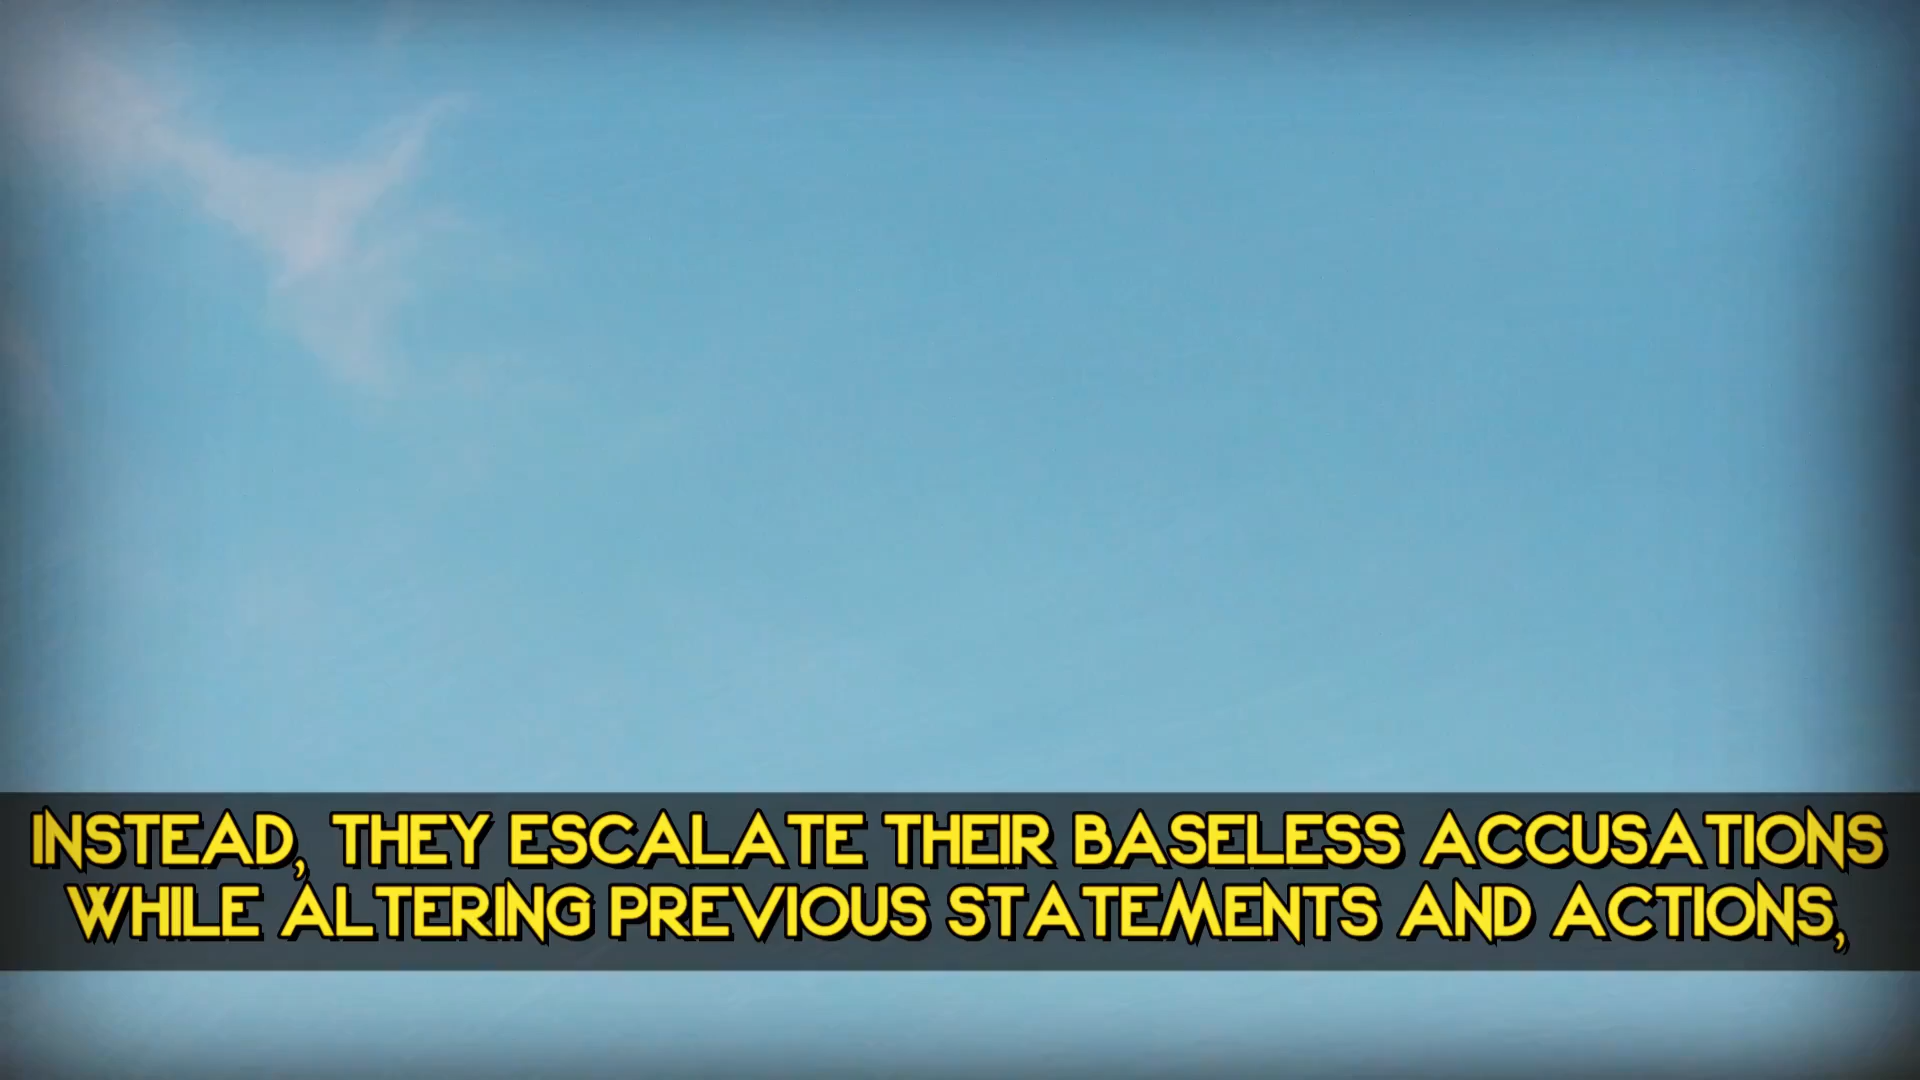 INSTEAD, THEY ESCALATE THEIR BASELESS ACCUSATIONS
WHILE ALTERING PREVIOUS STATEMENTS AND ACTIONS,